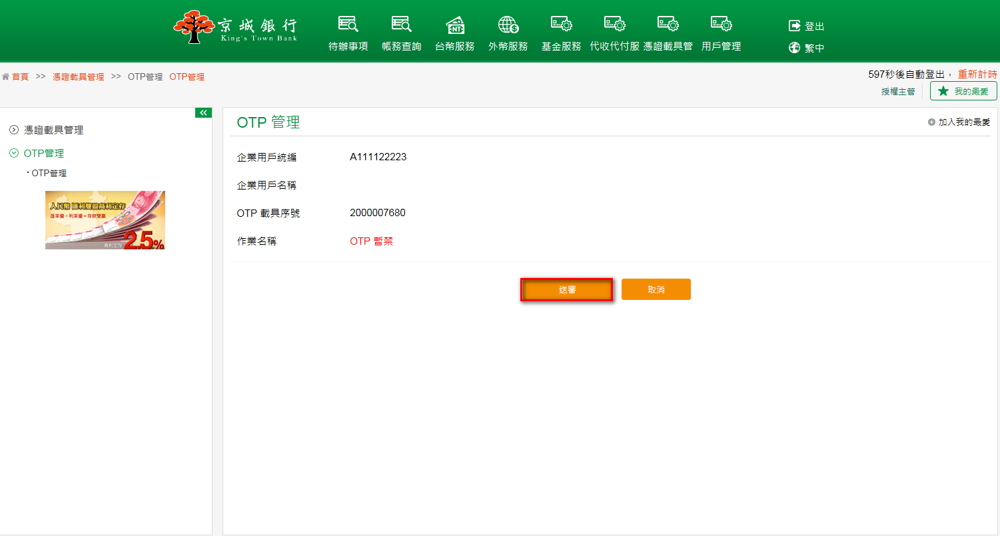 京城銀行
King's Town Bank
待辦事項 帳務查詢 台幣服務 外幣服務 基金服務 代收代付服 憑證載具管 用戶管理
NT
登出
繁中
首頁 >> 憑證載具管理 >> OTP管理 OTP管理
597秒後自動登出， 重新計時
授權主管 我的最愛
憑證載具管理
OTP管理
OTP管理
人民幣 匯利雙盈高利定存
匯率優+利率優=存款雙贏
高利定存 2.5%
OTP 管理
加入我的最愛
企業用戶統編 A111122223
企業用戶名稱
OTP 載具序號 2000007680
作業名稱 OTP 暫禁
送審 取消